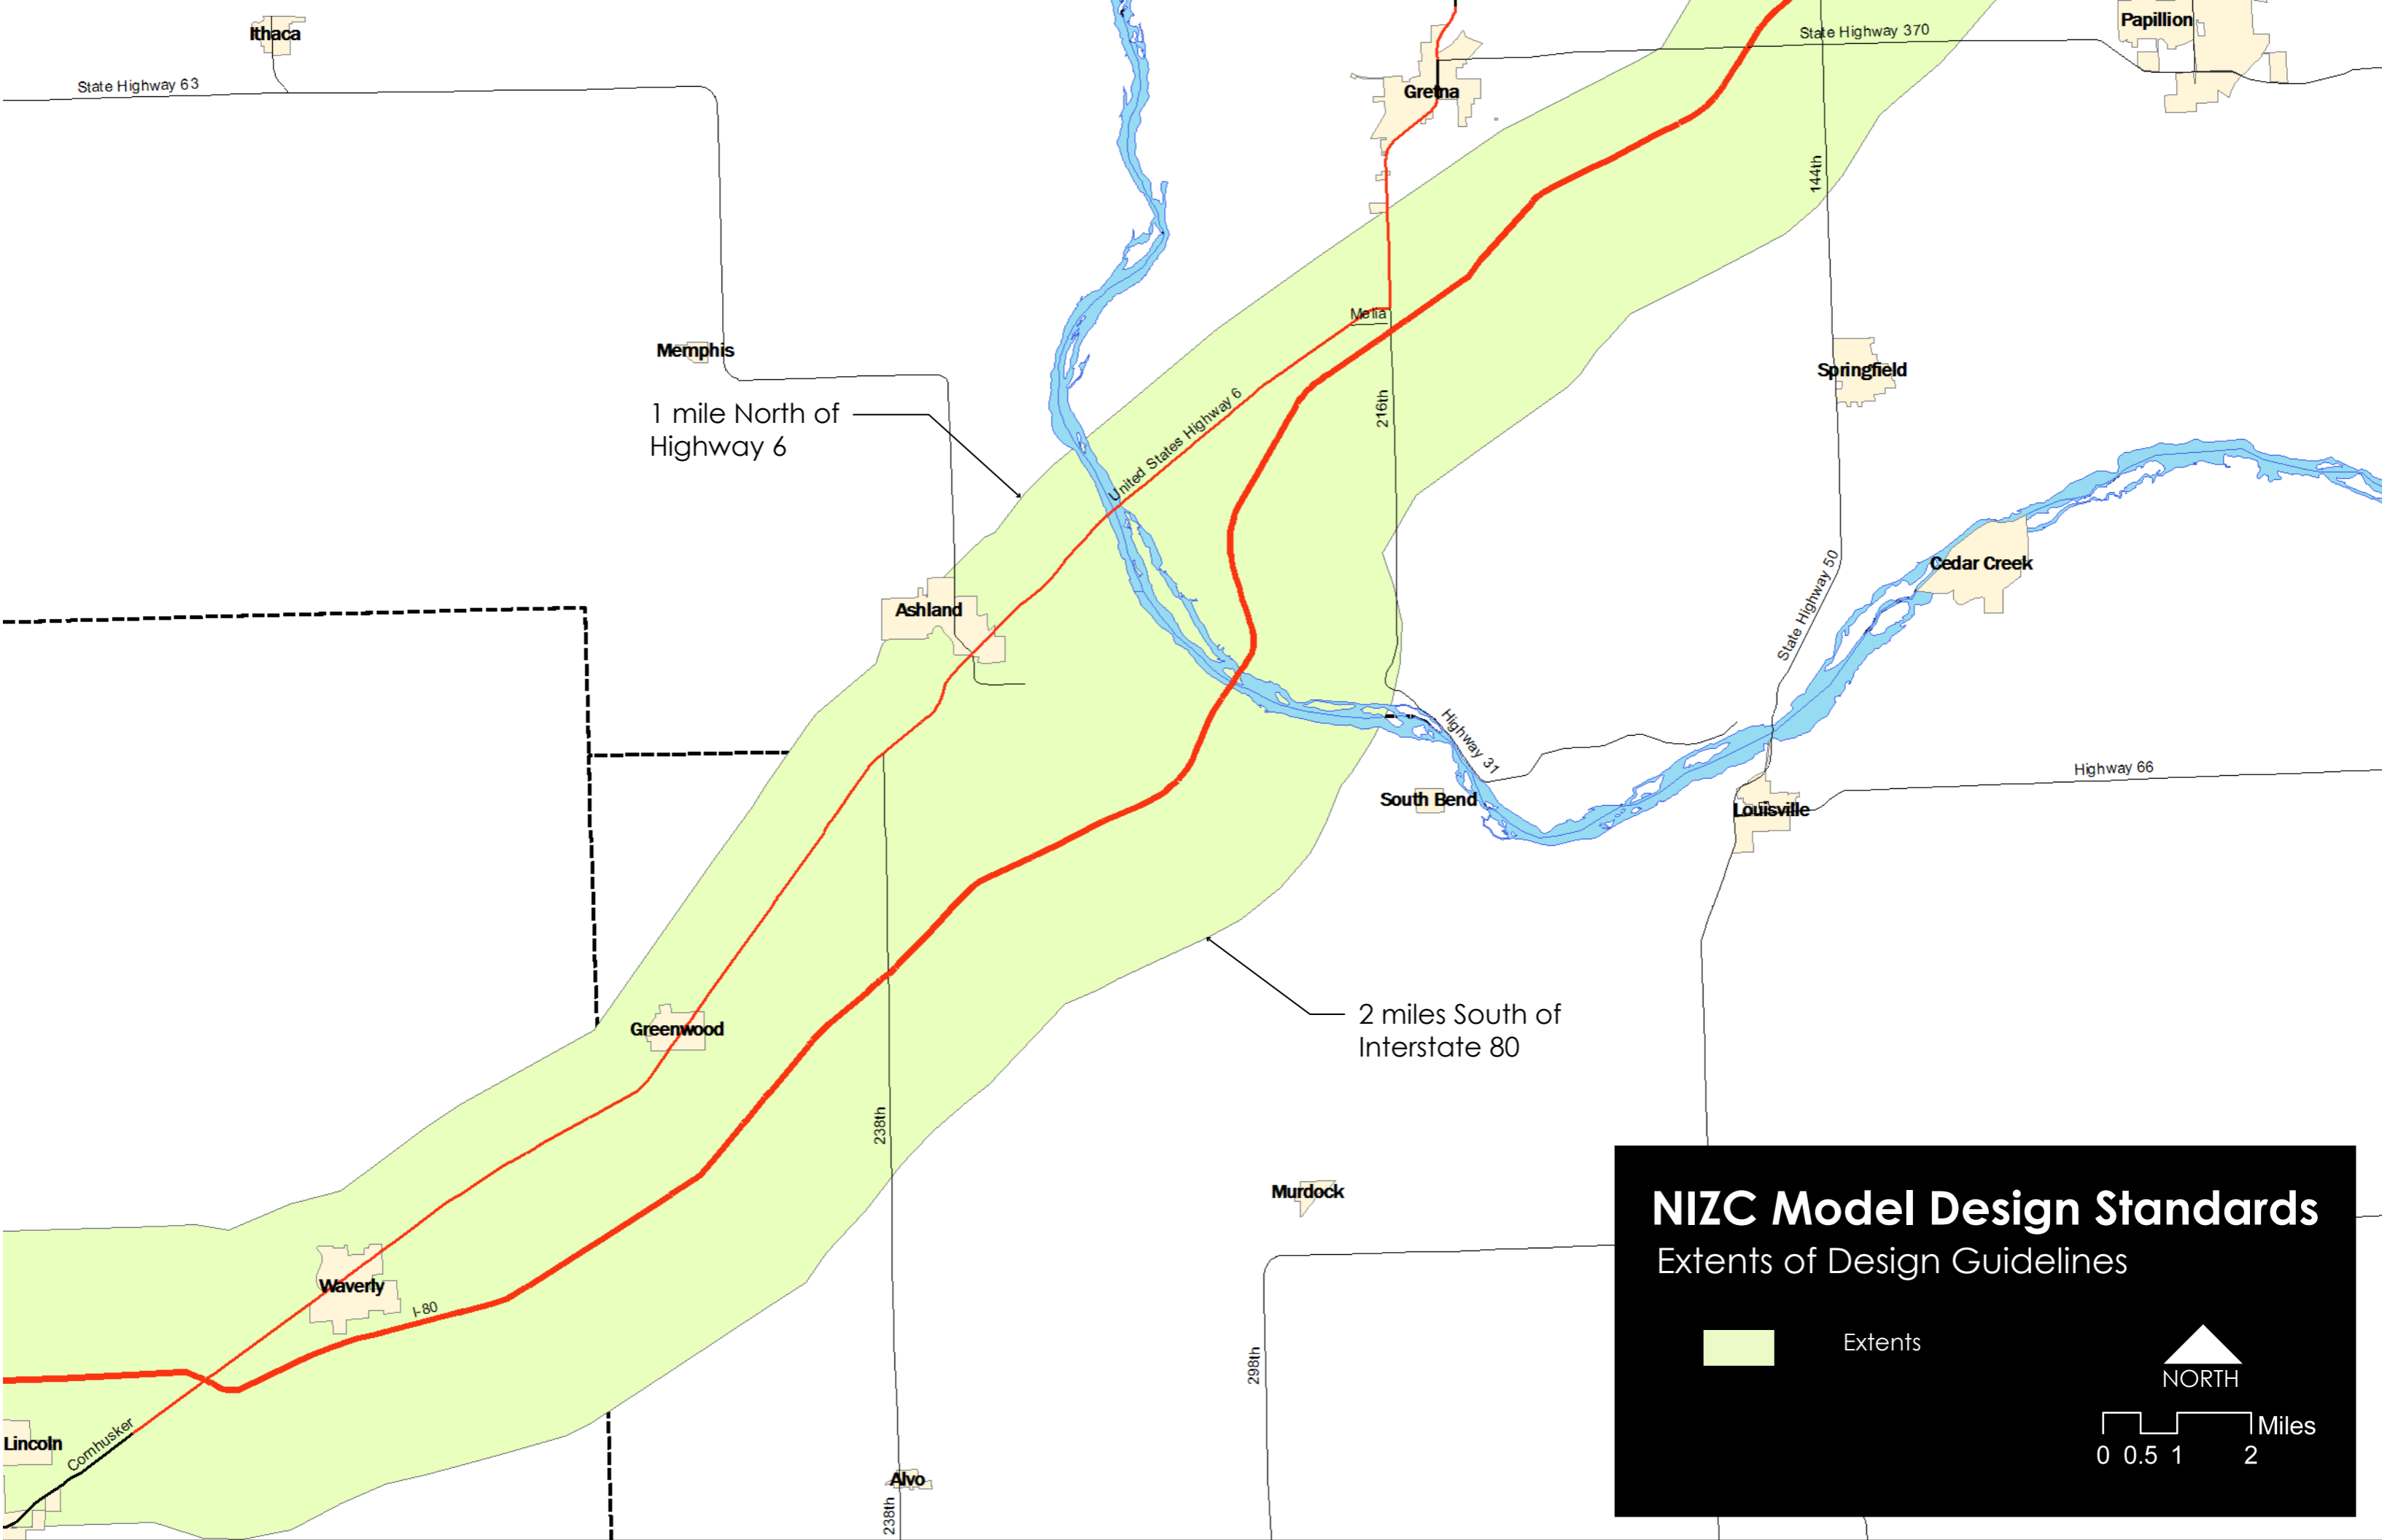 Ithaca
State Highway 63
State Highway 370
Papillion
Gretna
144th
Melia
Memphis
1 mile North of
Highway 6
United States Highway 6
216th
Springfield
Ashland
State Highway 50
Cedar Creek
Highway 31
South Bend
Highway 66
Louisville
Greenwood
2 miles South of
Interstate 80
238th
Murdock
Waverly
I-80
298th
Lincoln
Cornhusker
Alvo
238th
NIZC Model Design Standards
Extents of Design Guidelines
Extents
NORTH
Miles
0 0.5 1 2